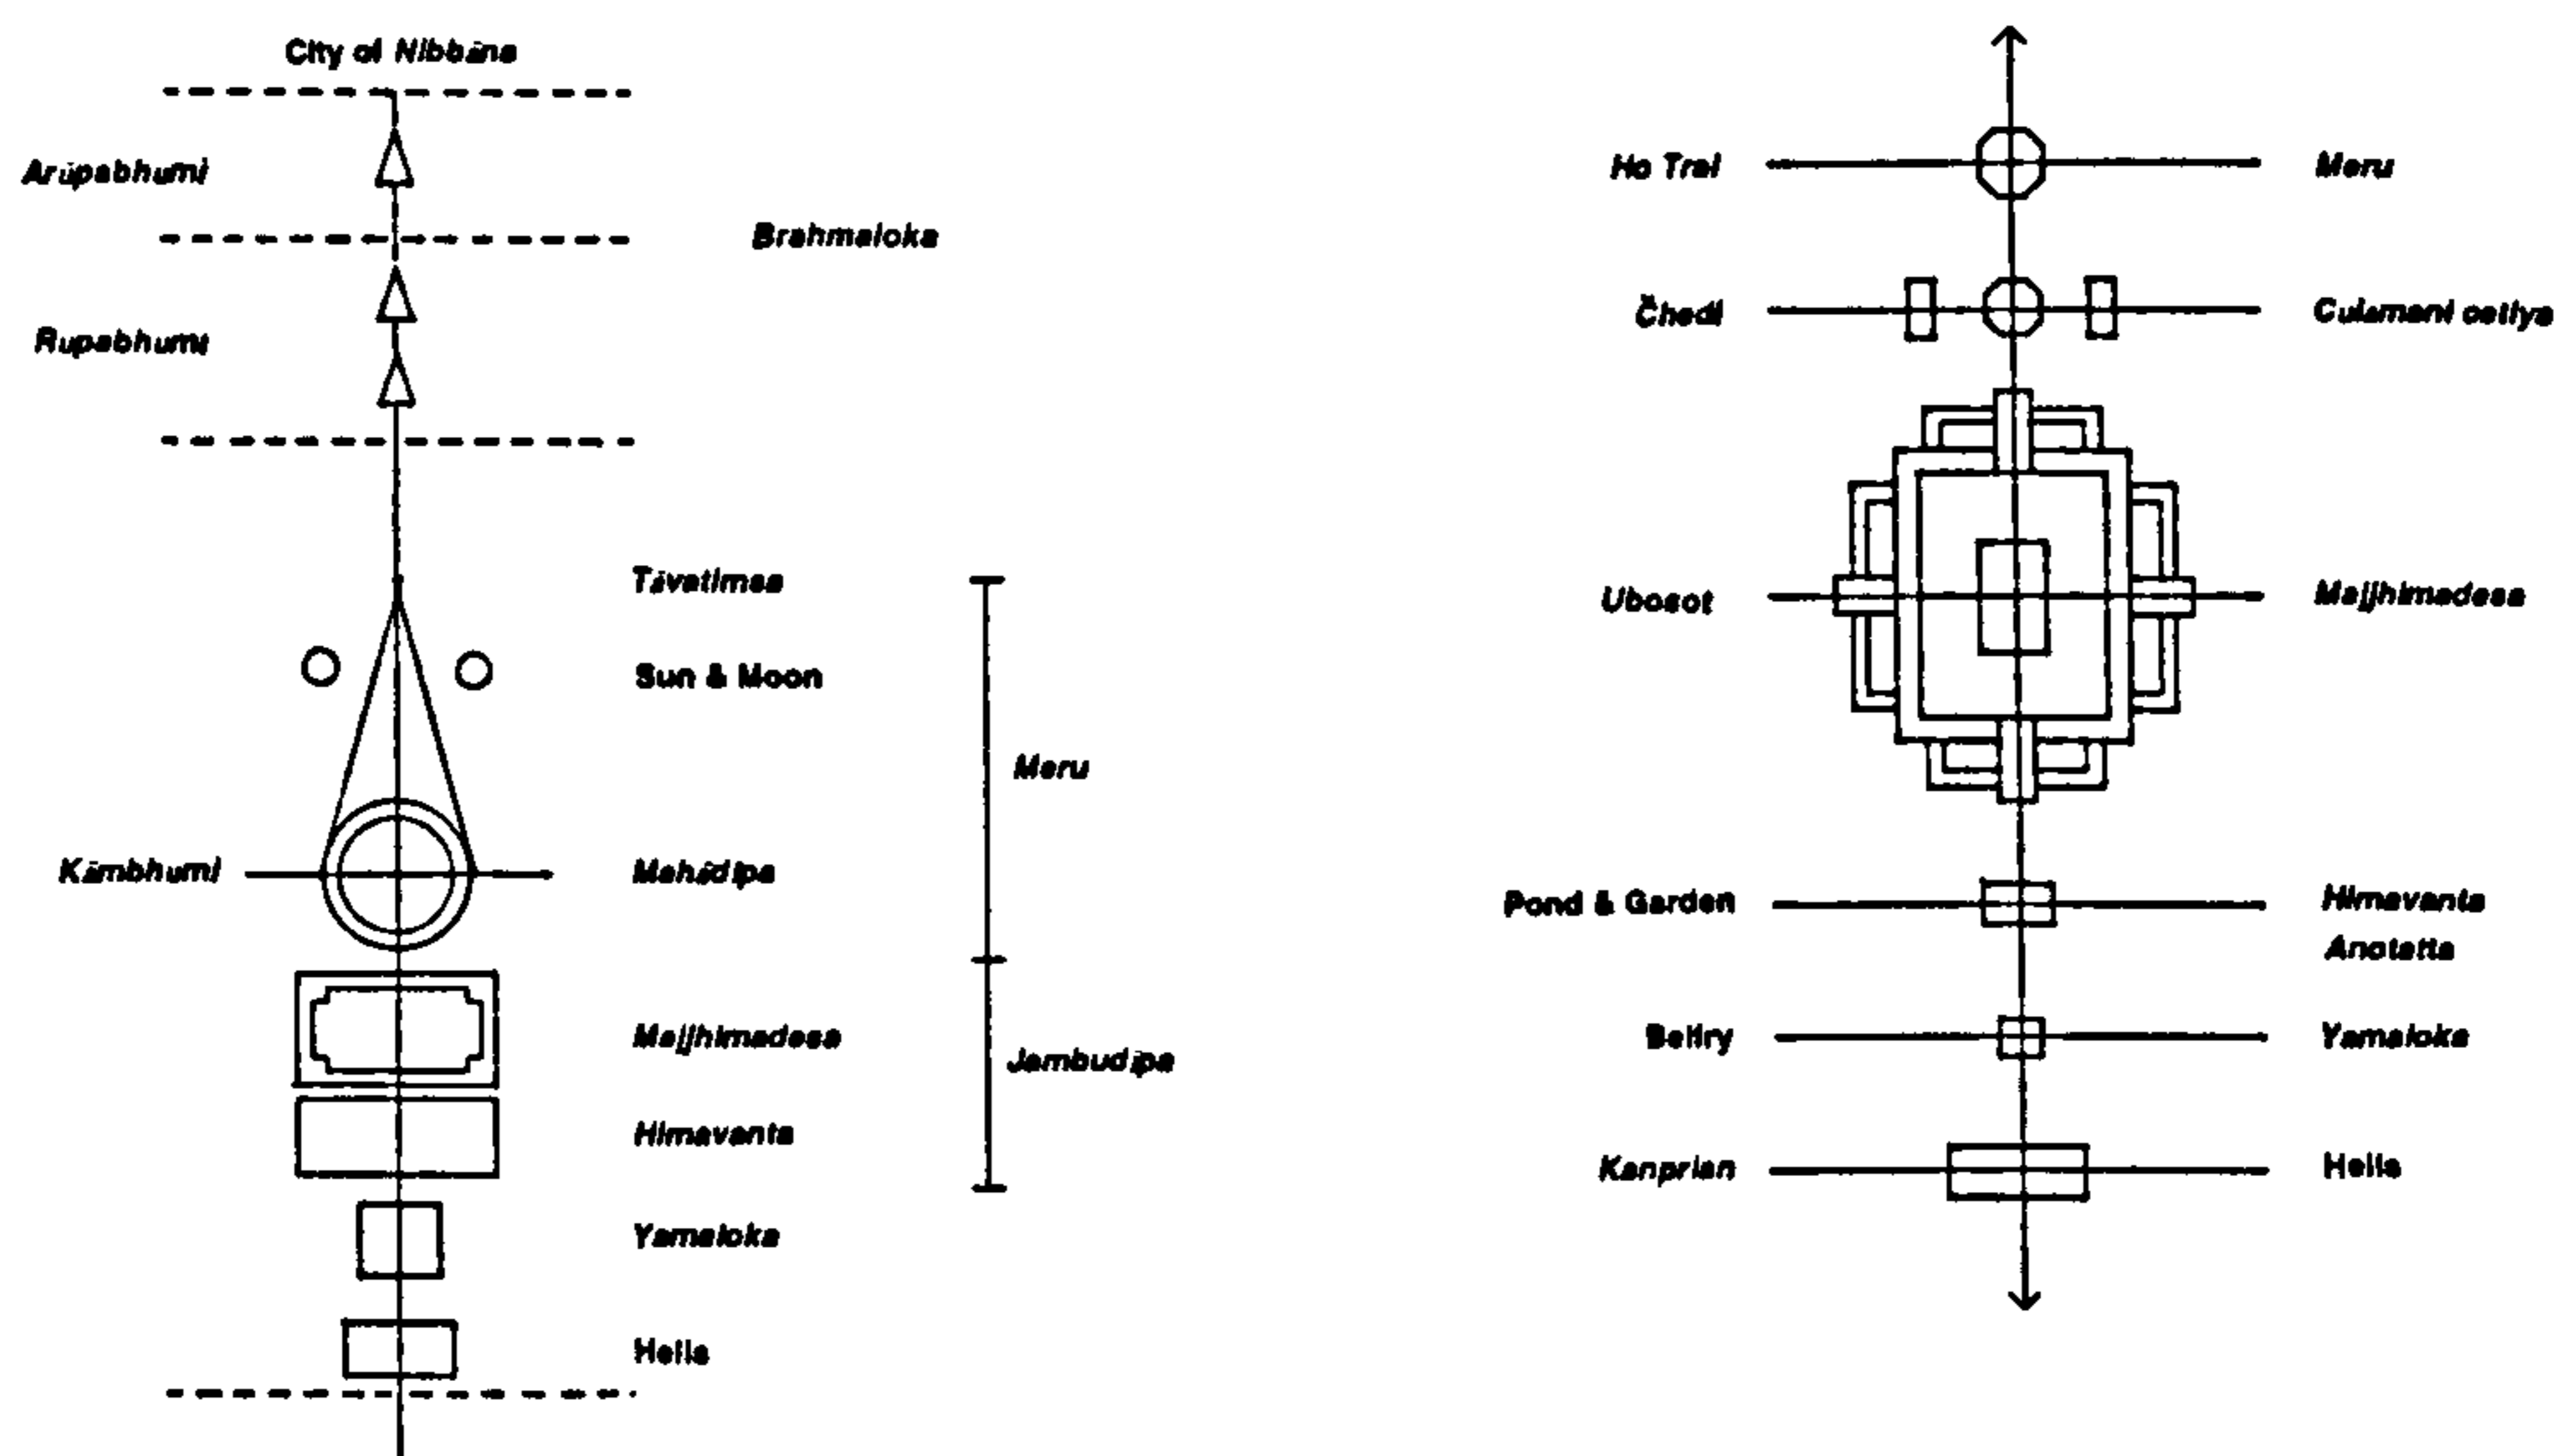 City of Nibbāna
Arūpabhumi
Brahmaloka
Rūpabhumi
Tāvatimsa
Sun & Moon
Meru
Kāmbhumi
Mahādipa
Majjhimadesa
Jambudipa
Himavanta
Yamaloka
Hells
Ho Trai
Meru
Čhedi
Culamani cetiya
Ubosot
Majjhimadesa
Pond & Garden
Himavanta
Anotatta
Belfry
Yamaloka
Kanprian
Hells